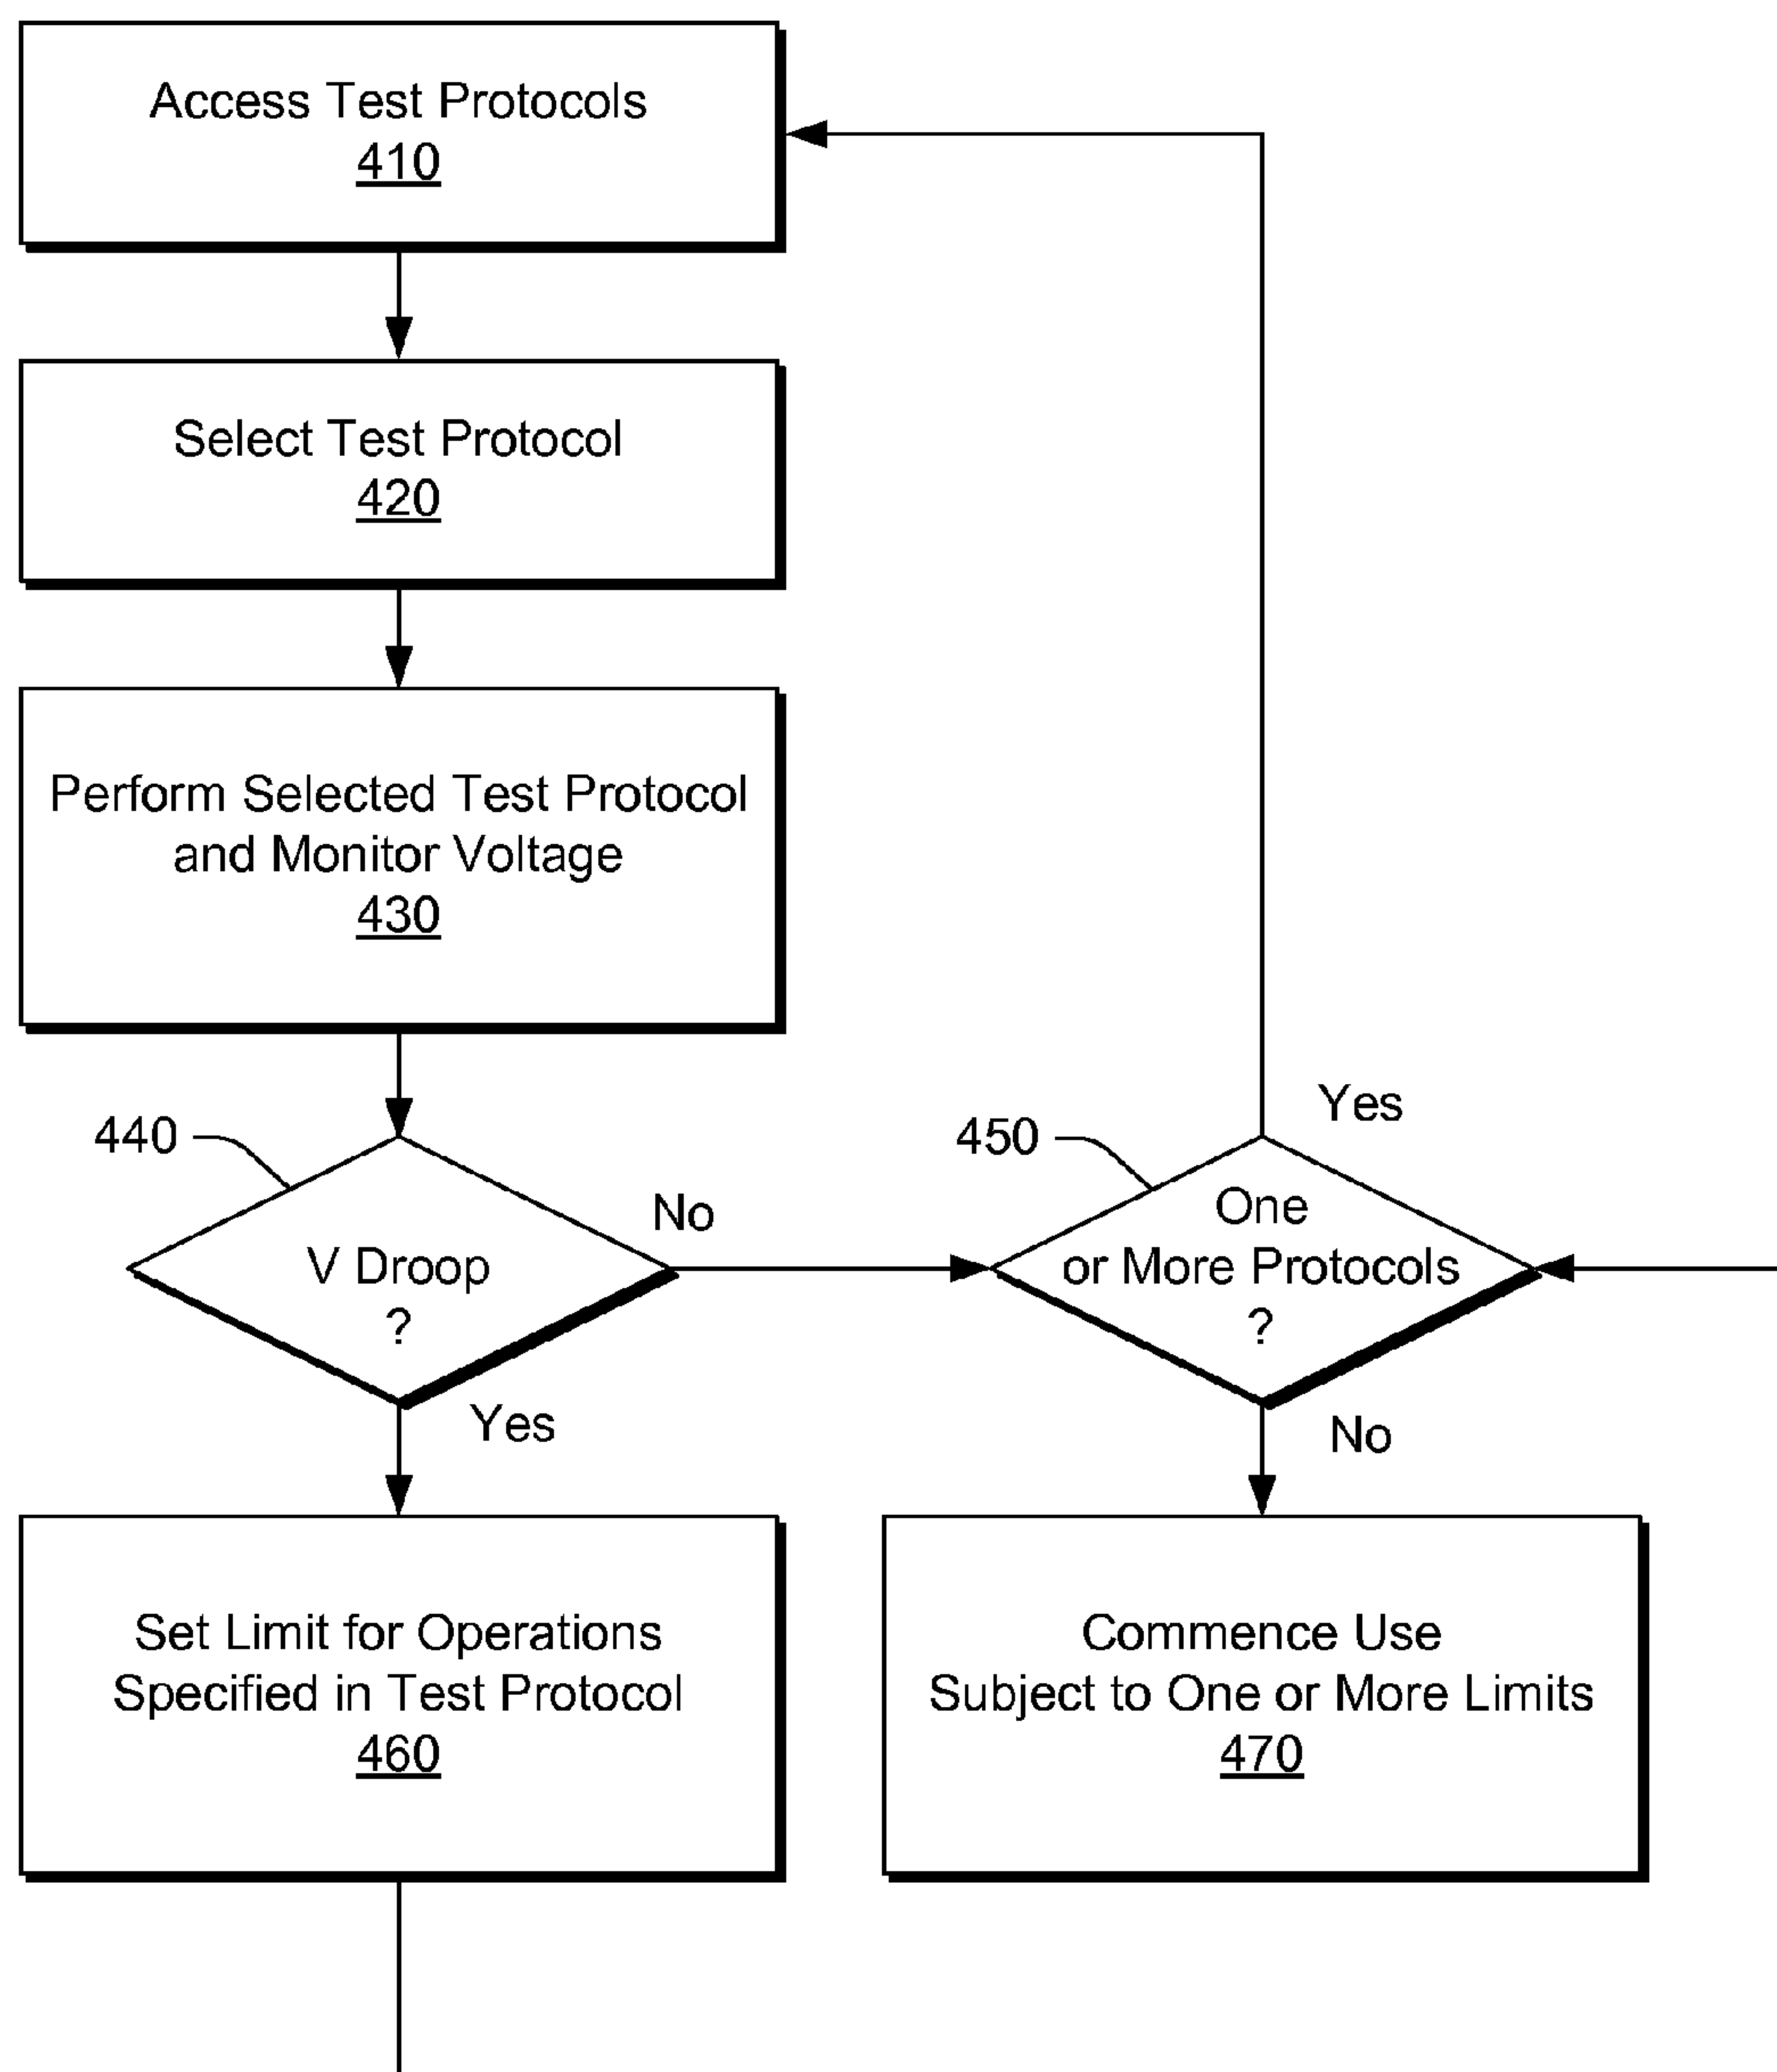 Access Test Protocols
410
Select Test Protocol
420
Perform Selected Test Protocol
and Monitor Voltage
430
440
V Droop
?
No
Yes
450
One
or More Protocols
?
Yes
No
Set Limit for Operations
Specified in Test Protocol
460
Commence Use
Subject to One or More Limits
470